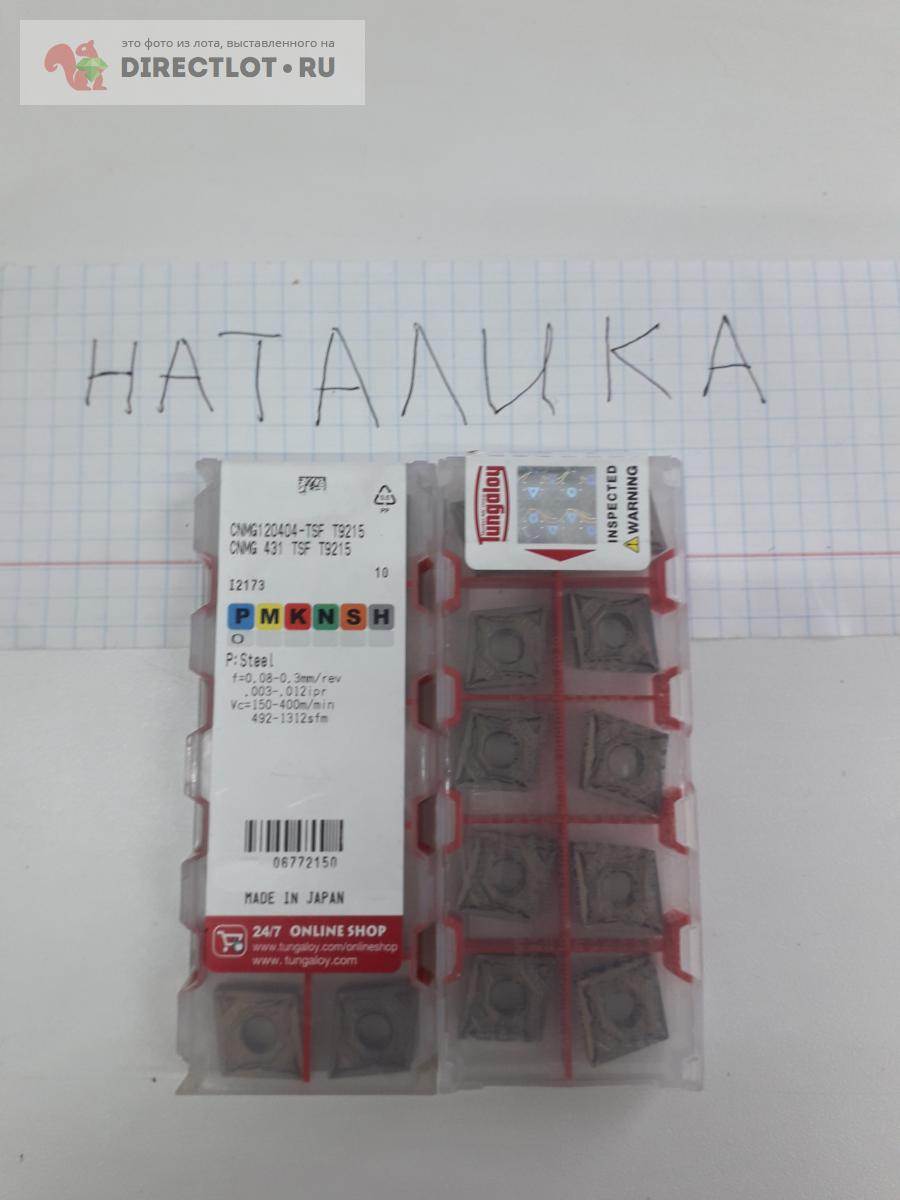 это фото из лота, выставленного на
DIRECTLOT.RU
НАТАЛИКА
PP
CNMG120404-TSF T9215
CNMG 431 TSF T9215
10
I2173
P M K N S H
P:Steel
f=0.08-0.3mm/rev
.003-.012ipr
Vc=150-400m/min
492-1312sfm
06772150
MADE IN JAPAN
24/7 ONLINE SHOP
www.tungaloy.com/onlineshop
www.tungaloy.com
Tungaloy
INSPECTED
WARNING